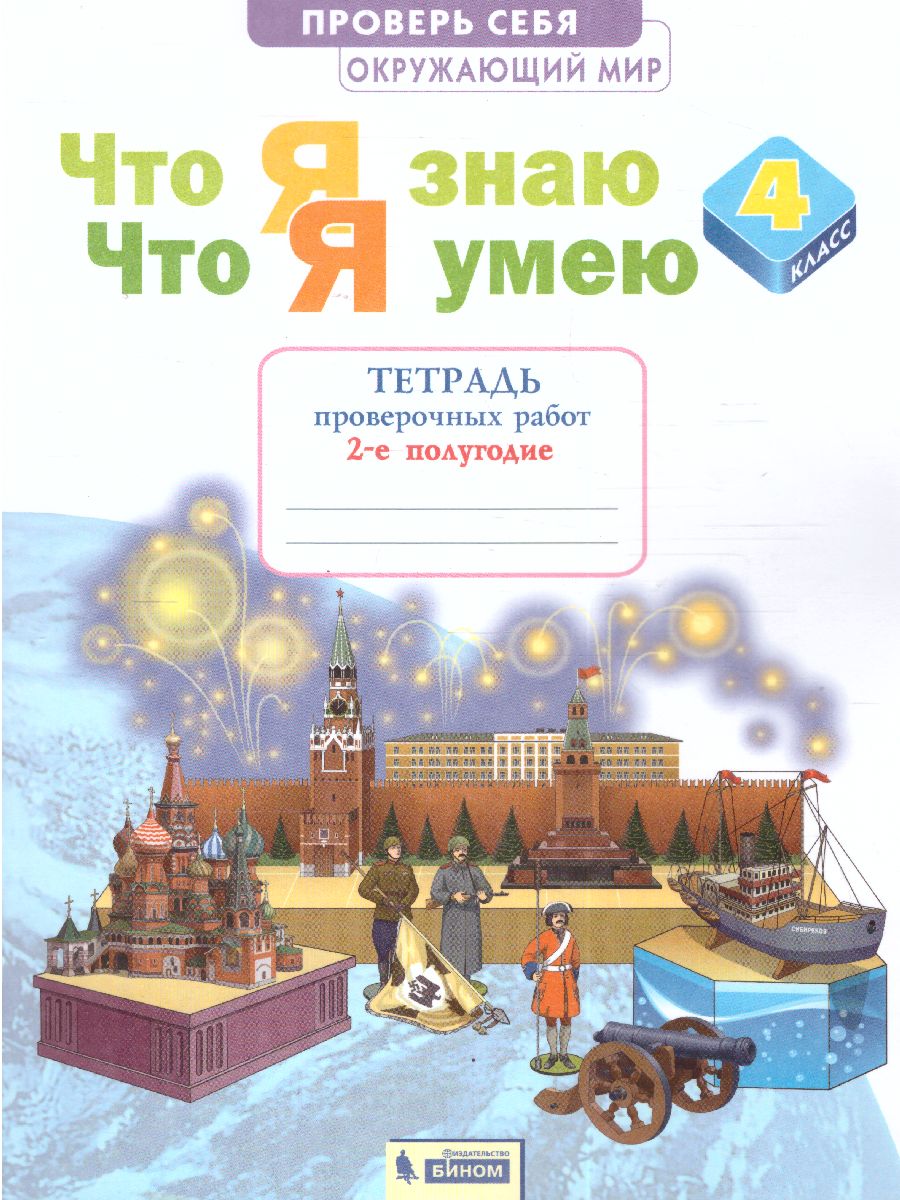 ПРОВЕРЬ СЕБЯ
ОКРУЖАЮЩИЙ МИР
Что Я знаю
Что Я умею
4
КЛАСС
ТЕТРАДЬ
проверочных работ
2-е полугодие
СИБИРЯКОВ
ИЗДАТЕЛЬСТВО
БИНОМ